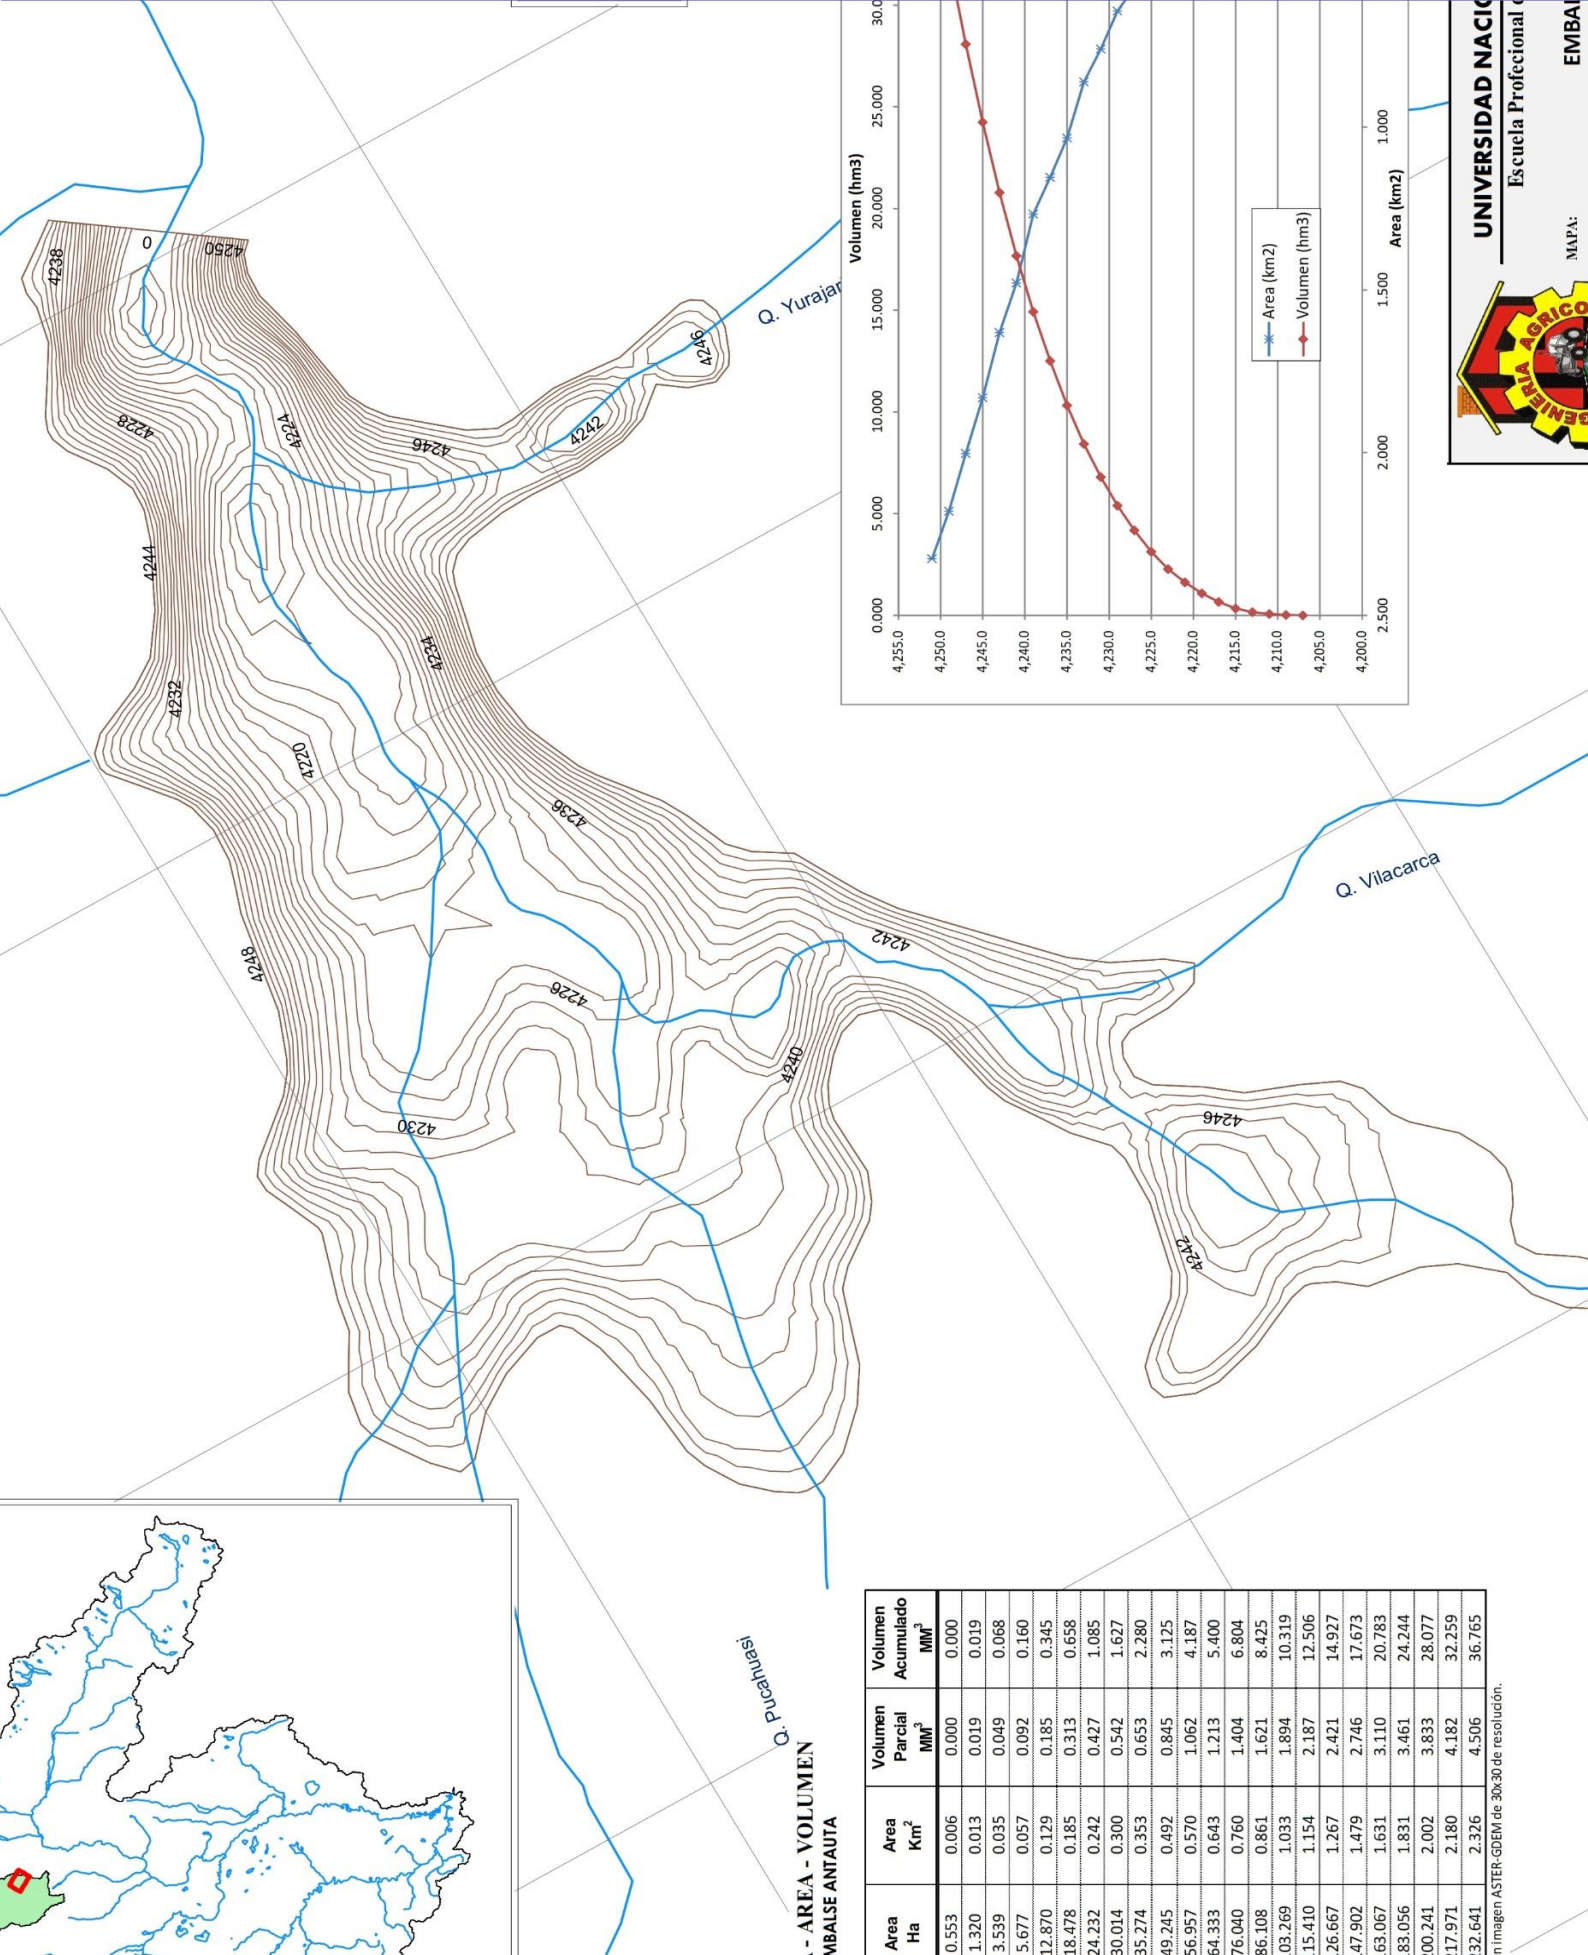 4238
0
4250
4228
4224
4246
4242
4246
4244
4234
4232
4220
4236
4248
4226
4242
4240
4230
4246
4242
Q. Vilacarca
Q. Pucahuasi
Volumen (hm3)
0.000
5.000
10.000
15.000
20.000
25.000
4,255.0
4,250.0
4,245.0
4,240.0
4,235.0
4,230.0
4,225.0
4,220.0
4,215.0
4,210.0
4,205.0
4,200.0
2.500
2.000
1.500
1.000
Area (km2)
Area (km2)
Volumen (hm3)
UNIVERSIDAD
Escuela Profecional
MAPA:
- AREA - VOLUMEN
ANTAUTA
Area Ha Area Km² Volumen Parcial MM³ Volumen Acumulado MM³
0.553 0.006 0.000 0.000
1.320 0.013 0.019 0.019
3.539 0.035 0.049 0.068
5.677 0.057 0.092 0.160
12.870 0.129 0.185 0.345
18.478 0.185 0.313 0.658
24.232 0.242 0.427 1.085
30.014 0.300 0.542 1.627
35.274 0.353 0.653 2.280
49.245 0.492 0.845 3.125
56.957 0.570 1.062 4.187
64.333 0.643 1.213 5.400
76.040 0.760 1.404 6.804
86.108 0.861 1.621 8.425
03.269 1.033 1.894 10.319
15.410 1.154 2.187 12.506
26.667 1.267 2.421 14.927
47.902 1.479 2.746 17.673
63.067 1.631 3.110 20.783
83.056 1.831 3.461 24.244
00.241 2.002 3.833 28.077
17.971 2.180 4.182 32.259
32.641 2.326 4.506 36.765
imagen ASTER-GDEM de 30x30 de resolución.